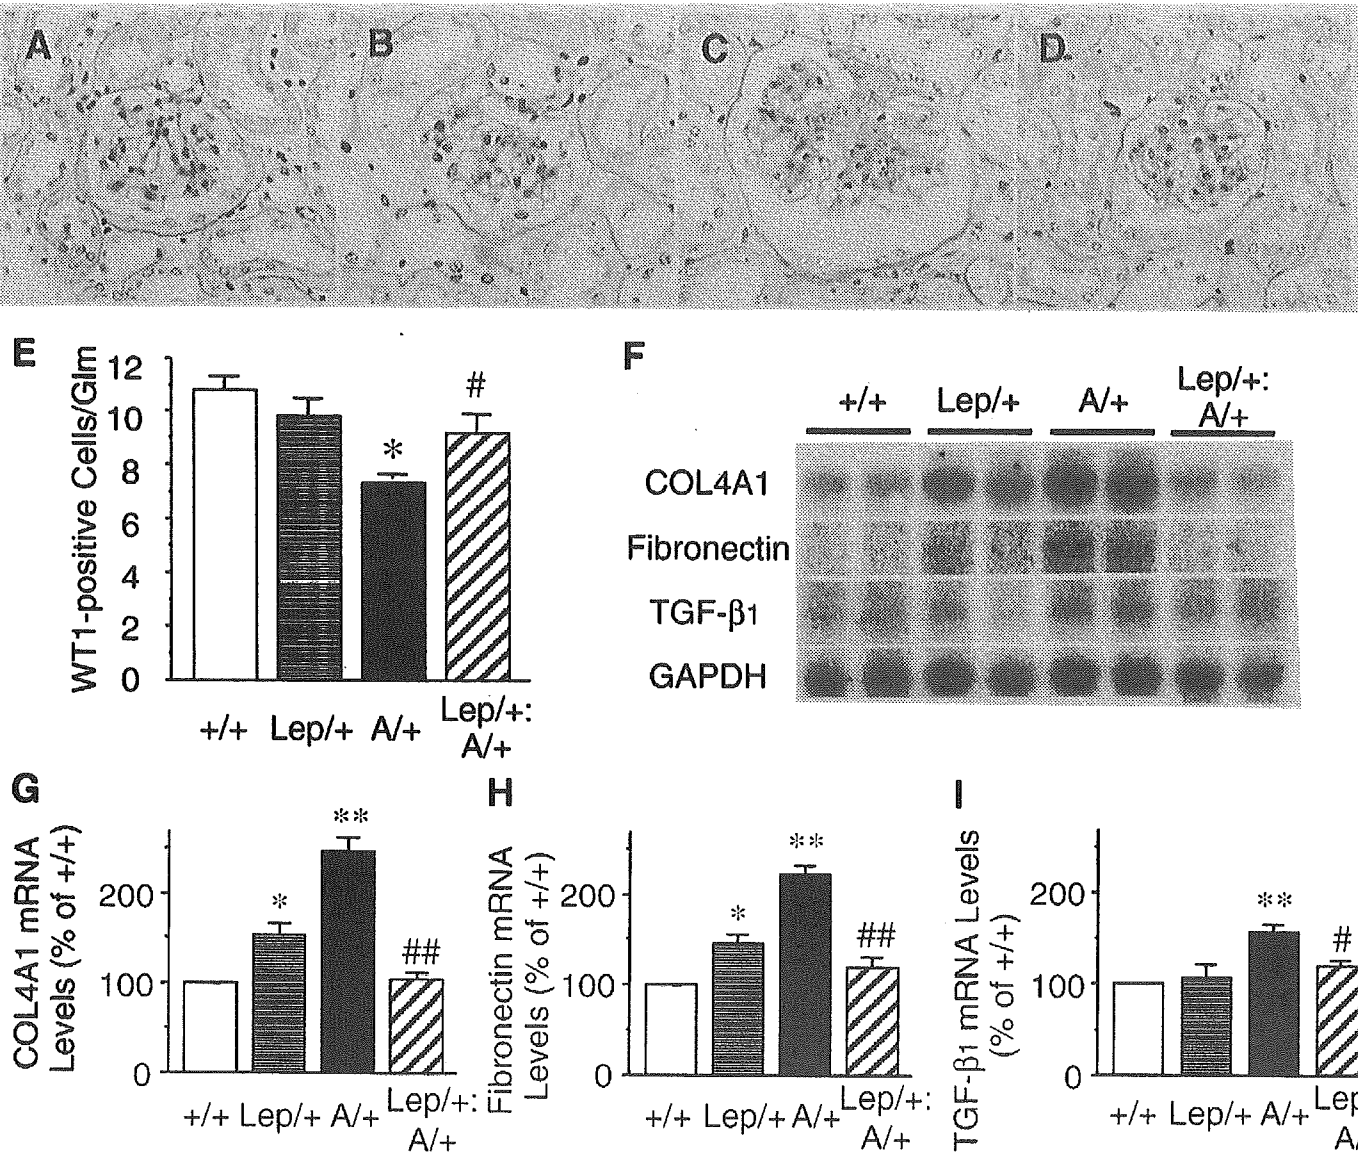 A B C D
E
WT1-positive Cells/Glm
12
10
8
6
4
2
0
*
#
+/+ Lep/+ A/+ Lep/+:
A/+
F
+/+ Lep/+ A/+ Lep/+:
A/+
COL4A1
Fibronectin
TGF-β1
GAPDH
G
COL4A1 mRNA
Levels (% of +/+)
200
100
0
*
**
##
+/+ Lep/+ A/+ Lep/+:
A/+
H
Fibronectin mRNA
Levels (% of +/+)
200
100
0
*
**
##
+/+ Lep/+ A/+ Lep/+:
A/+
I
TGF-β1 mRNA Levels
(% of +/+)
200
100
0
**
#
+/+ Lep/+ A/+ Lep
A/